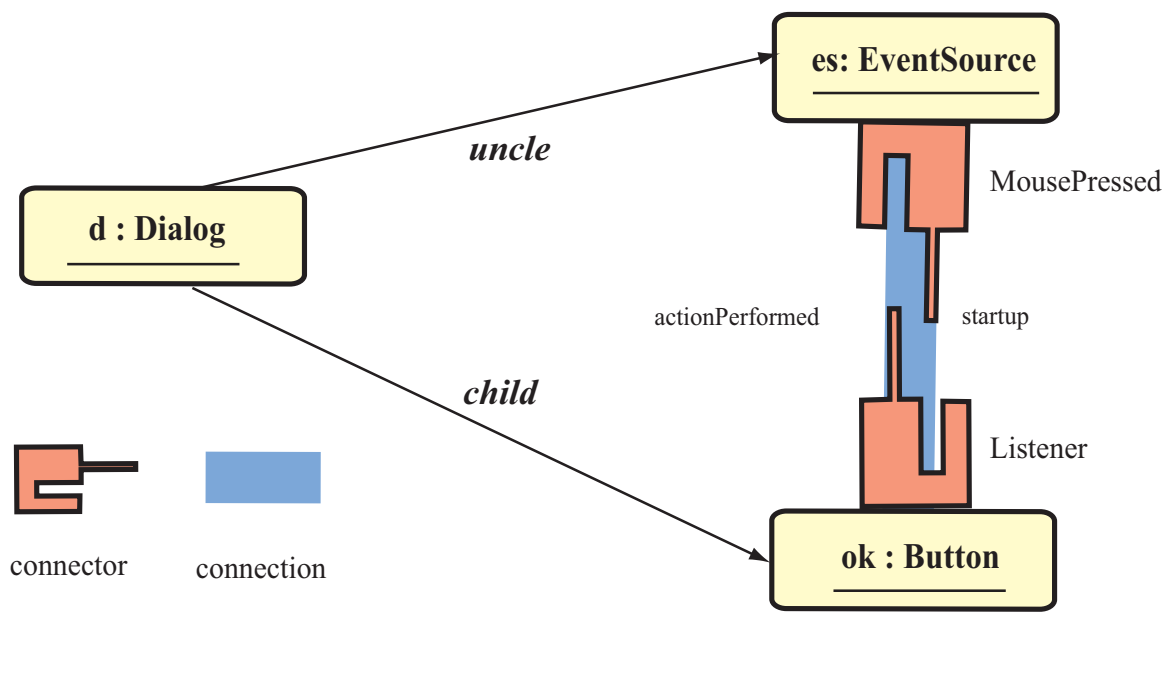 es: EventSource
uncle
MousePressed
d : Dialog
actionPerformed
startup
child
Listener
connector
connection
ok : Button